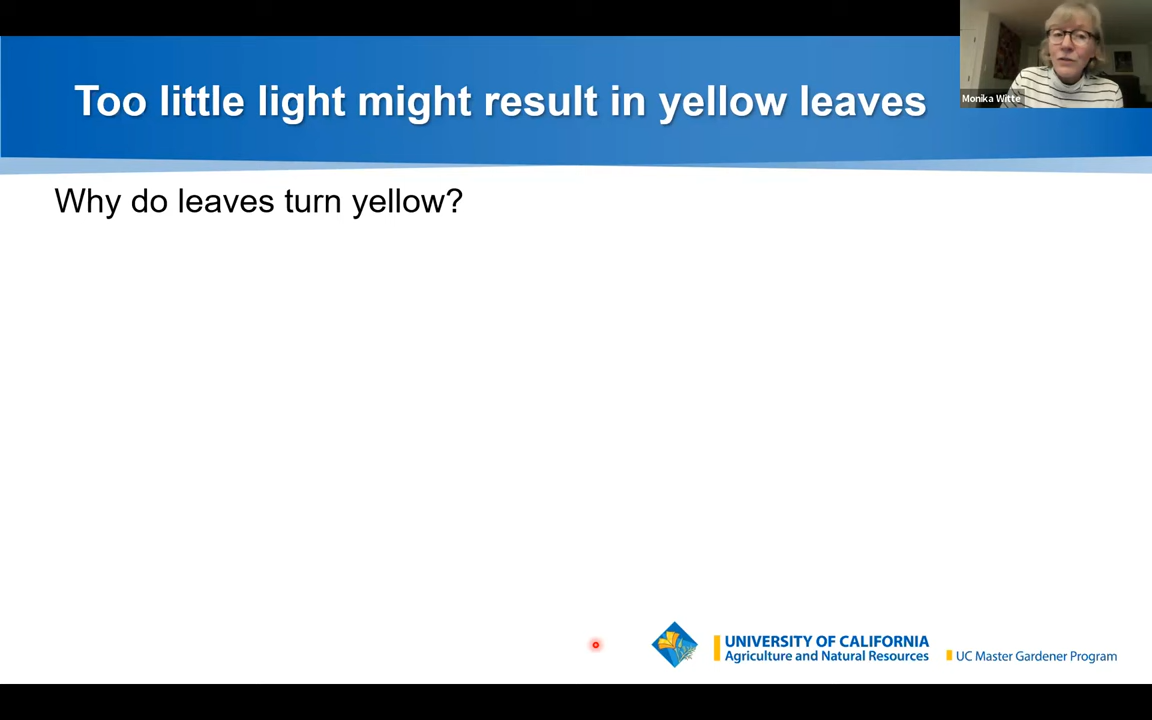 Too little light might result in yellow leaves
Monika Witte
Why do leaves turn yellow?
UNIVERSITY OF CALIFORNIA
Agriculture and Natural Resources
UC Master Gardener Program